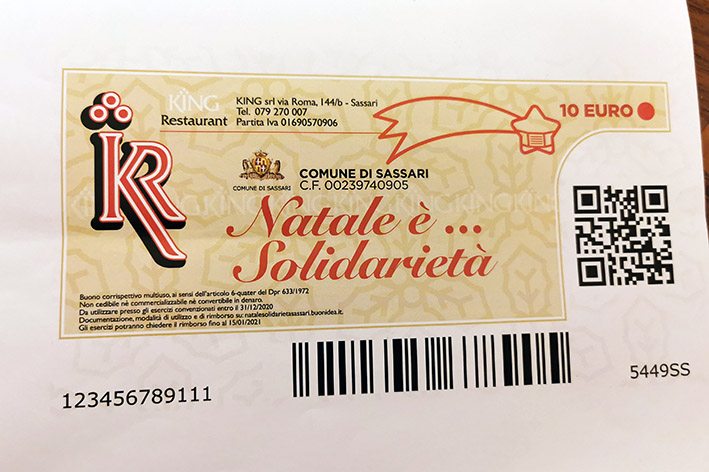 KR
KING
Restaurant
KING srl via Roma, 144/b - Sassari
Tel. 079 270 007
Partita Iva 01690570906
10 EURO
COMUNE DI SASSARI
COMUNE DI SASSARI
C.F. 00239740905
Natale è ...
Solidarietà
Buono corrispettivo multiuso, ai sensi dell'articolo 6-quater del Dpr 633/1972
Non cedibile nè commercializzabile nè convertibile in denaro.
Da utilizzare presso gli esercizi convenzionati entro il 31/12/2020
Documentazione, modalità di utilizzo e di rimborso su: natalesolidarietasassari.buonidea.it.
Gli esercizi potranno chiedere il rimborso fino al 15/01/2021
123456789111
5449SS